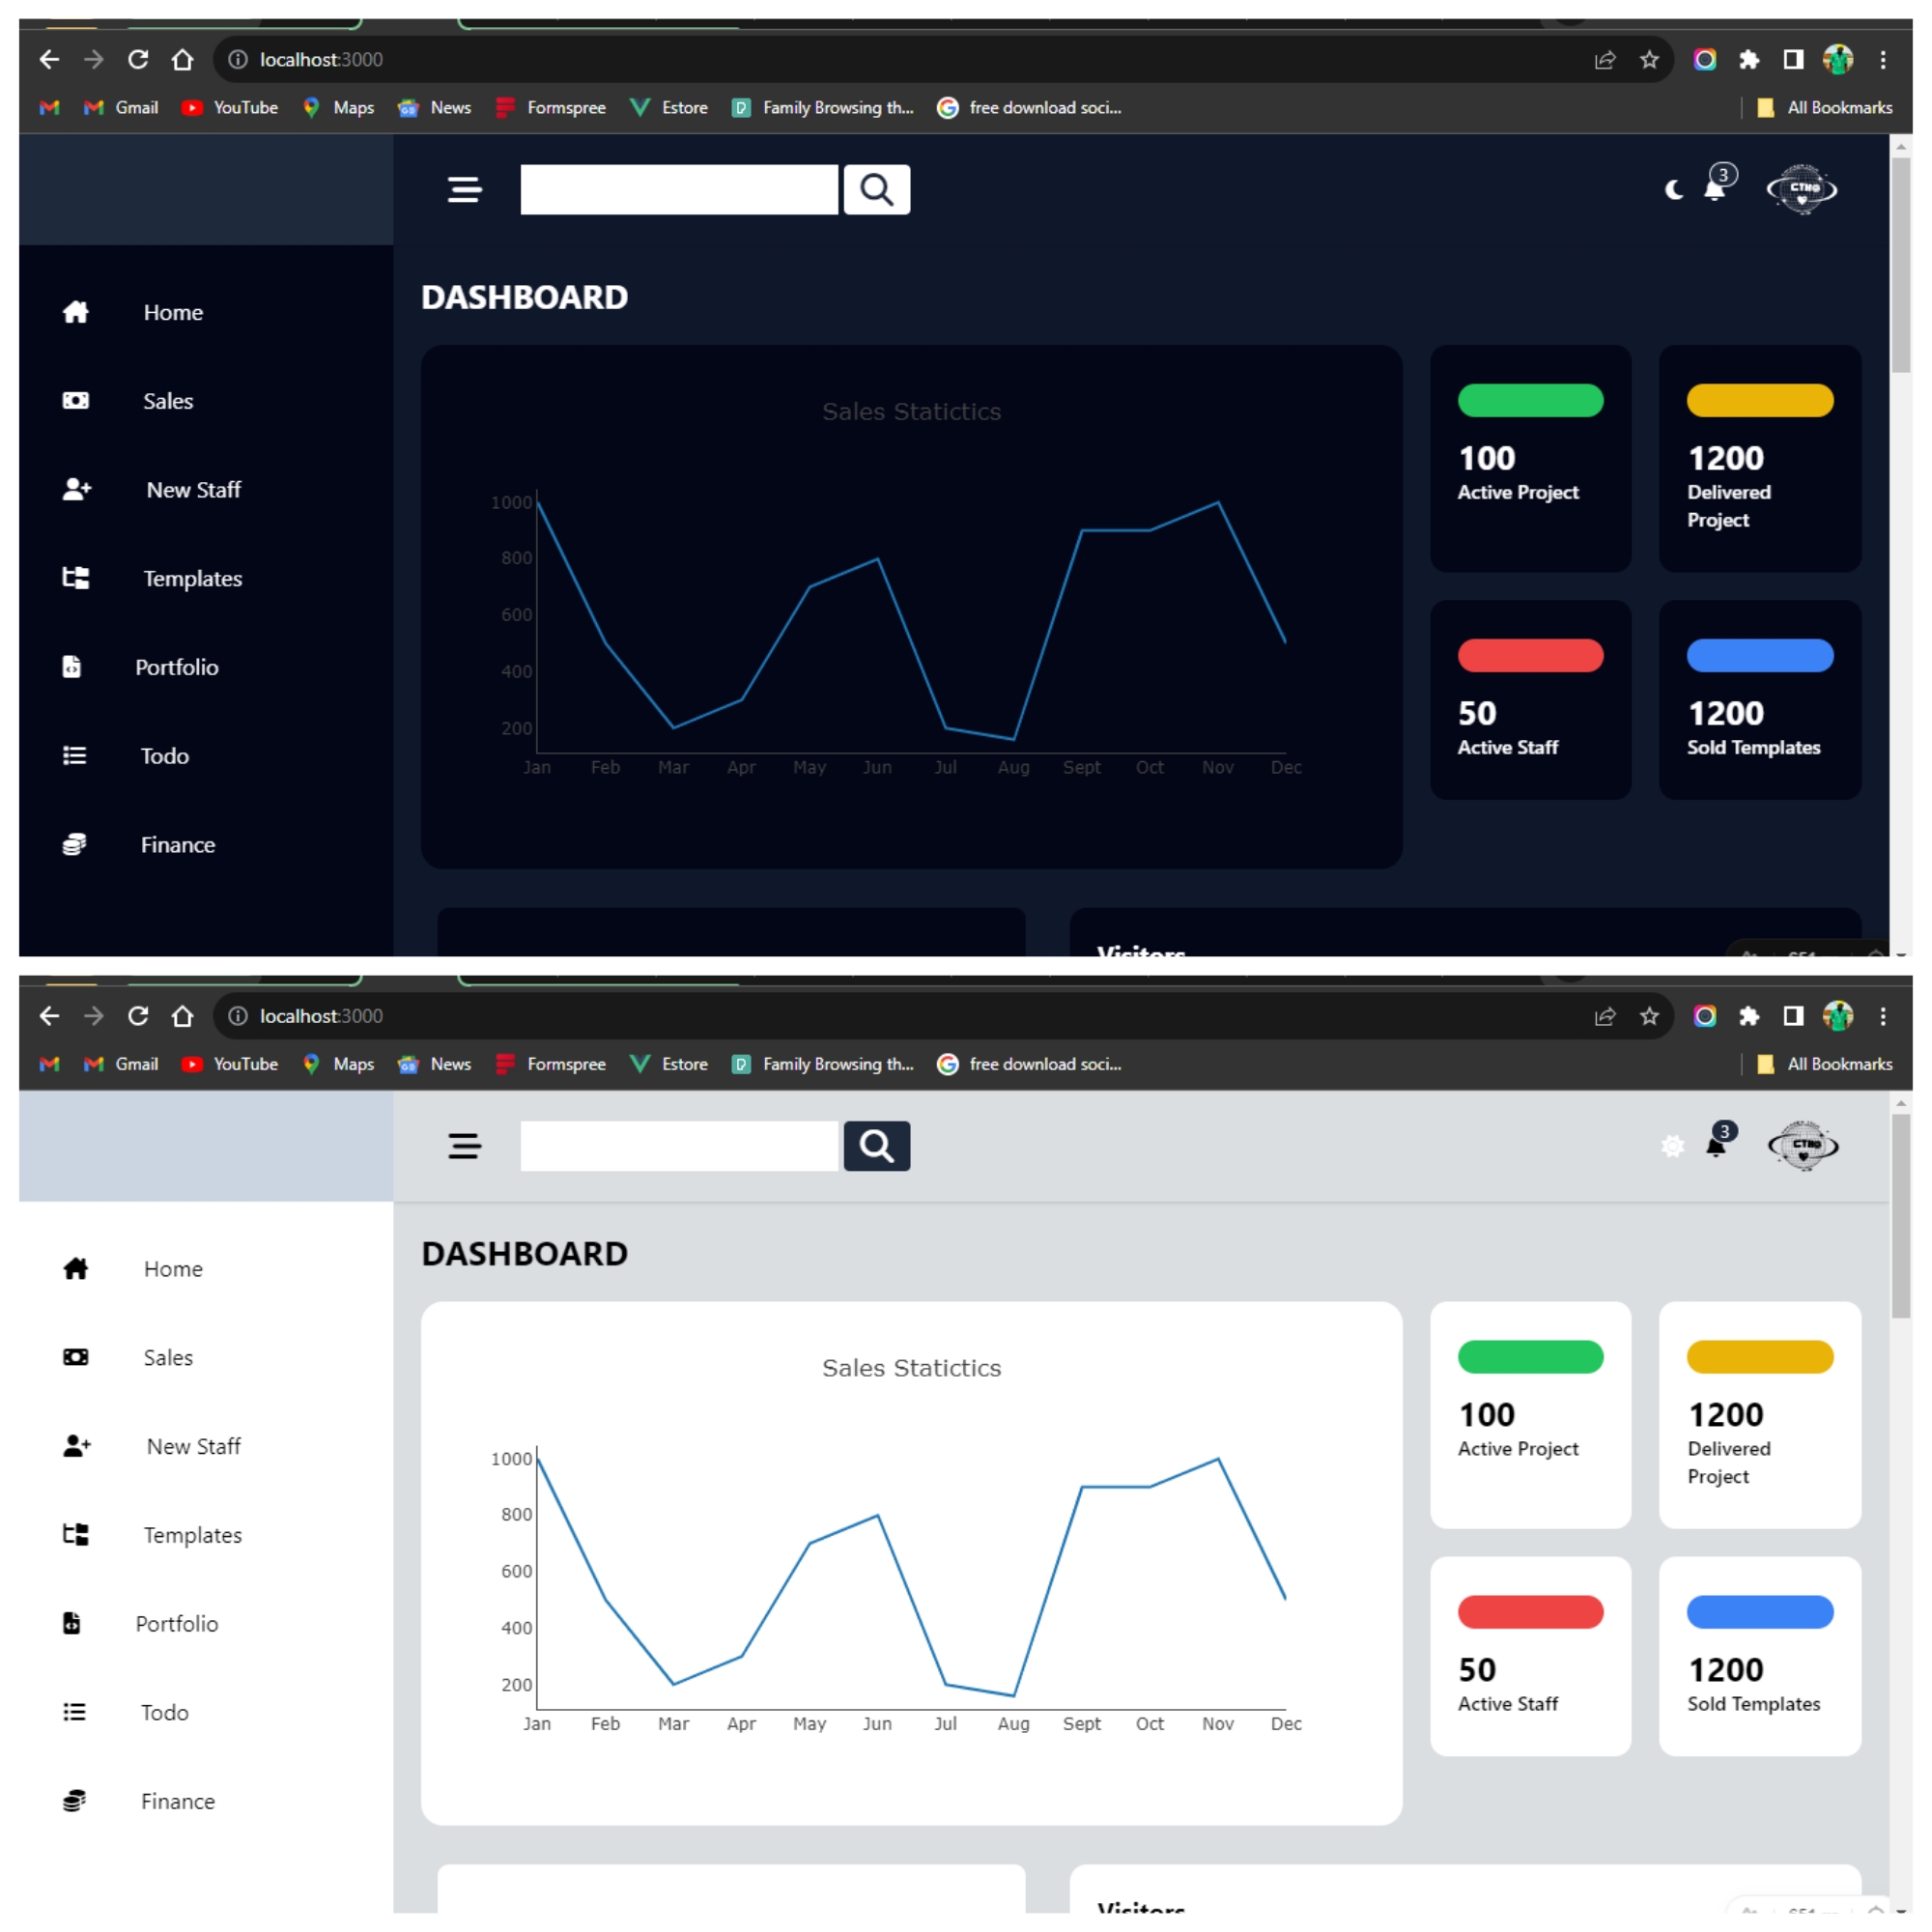 localhost:3000
Gmail YouTube Maps News Formspree Estore Family Browsing th... free download soci... All Bookmarks
3 CTHO
DASHBOARD
Home
Sales
New Staff
Templates
Portfolio
Todo
Finance
Sales Statictics
1000
800
600
400
200
Jan Feb Mar Apr May Jun Jul Aug Sept Oct Nov Dec
100
Active Project
1200
Delivered
Project
50
Active Staff
1200
Sold Templates
Visitors
localhost:3000
Gmail YouTube Maps News Formspree Estore Family Browsing th... free download soci... All Bookmarks
3 CTHO
DASHBOARD
Home
Sales
New Staff
Templates
Portfolio
Todo
Finance
Sales Statictics
1000
800
600
400
200
Jan Feb Mar Apr May Jun Jul Aug Sept Oct Nov Dec
100
Active Project
1200
Delivered
Project
50
Active Staff
1200
Sold Templates
Visitors